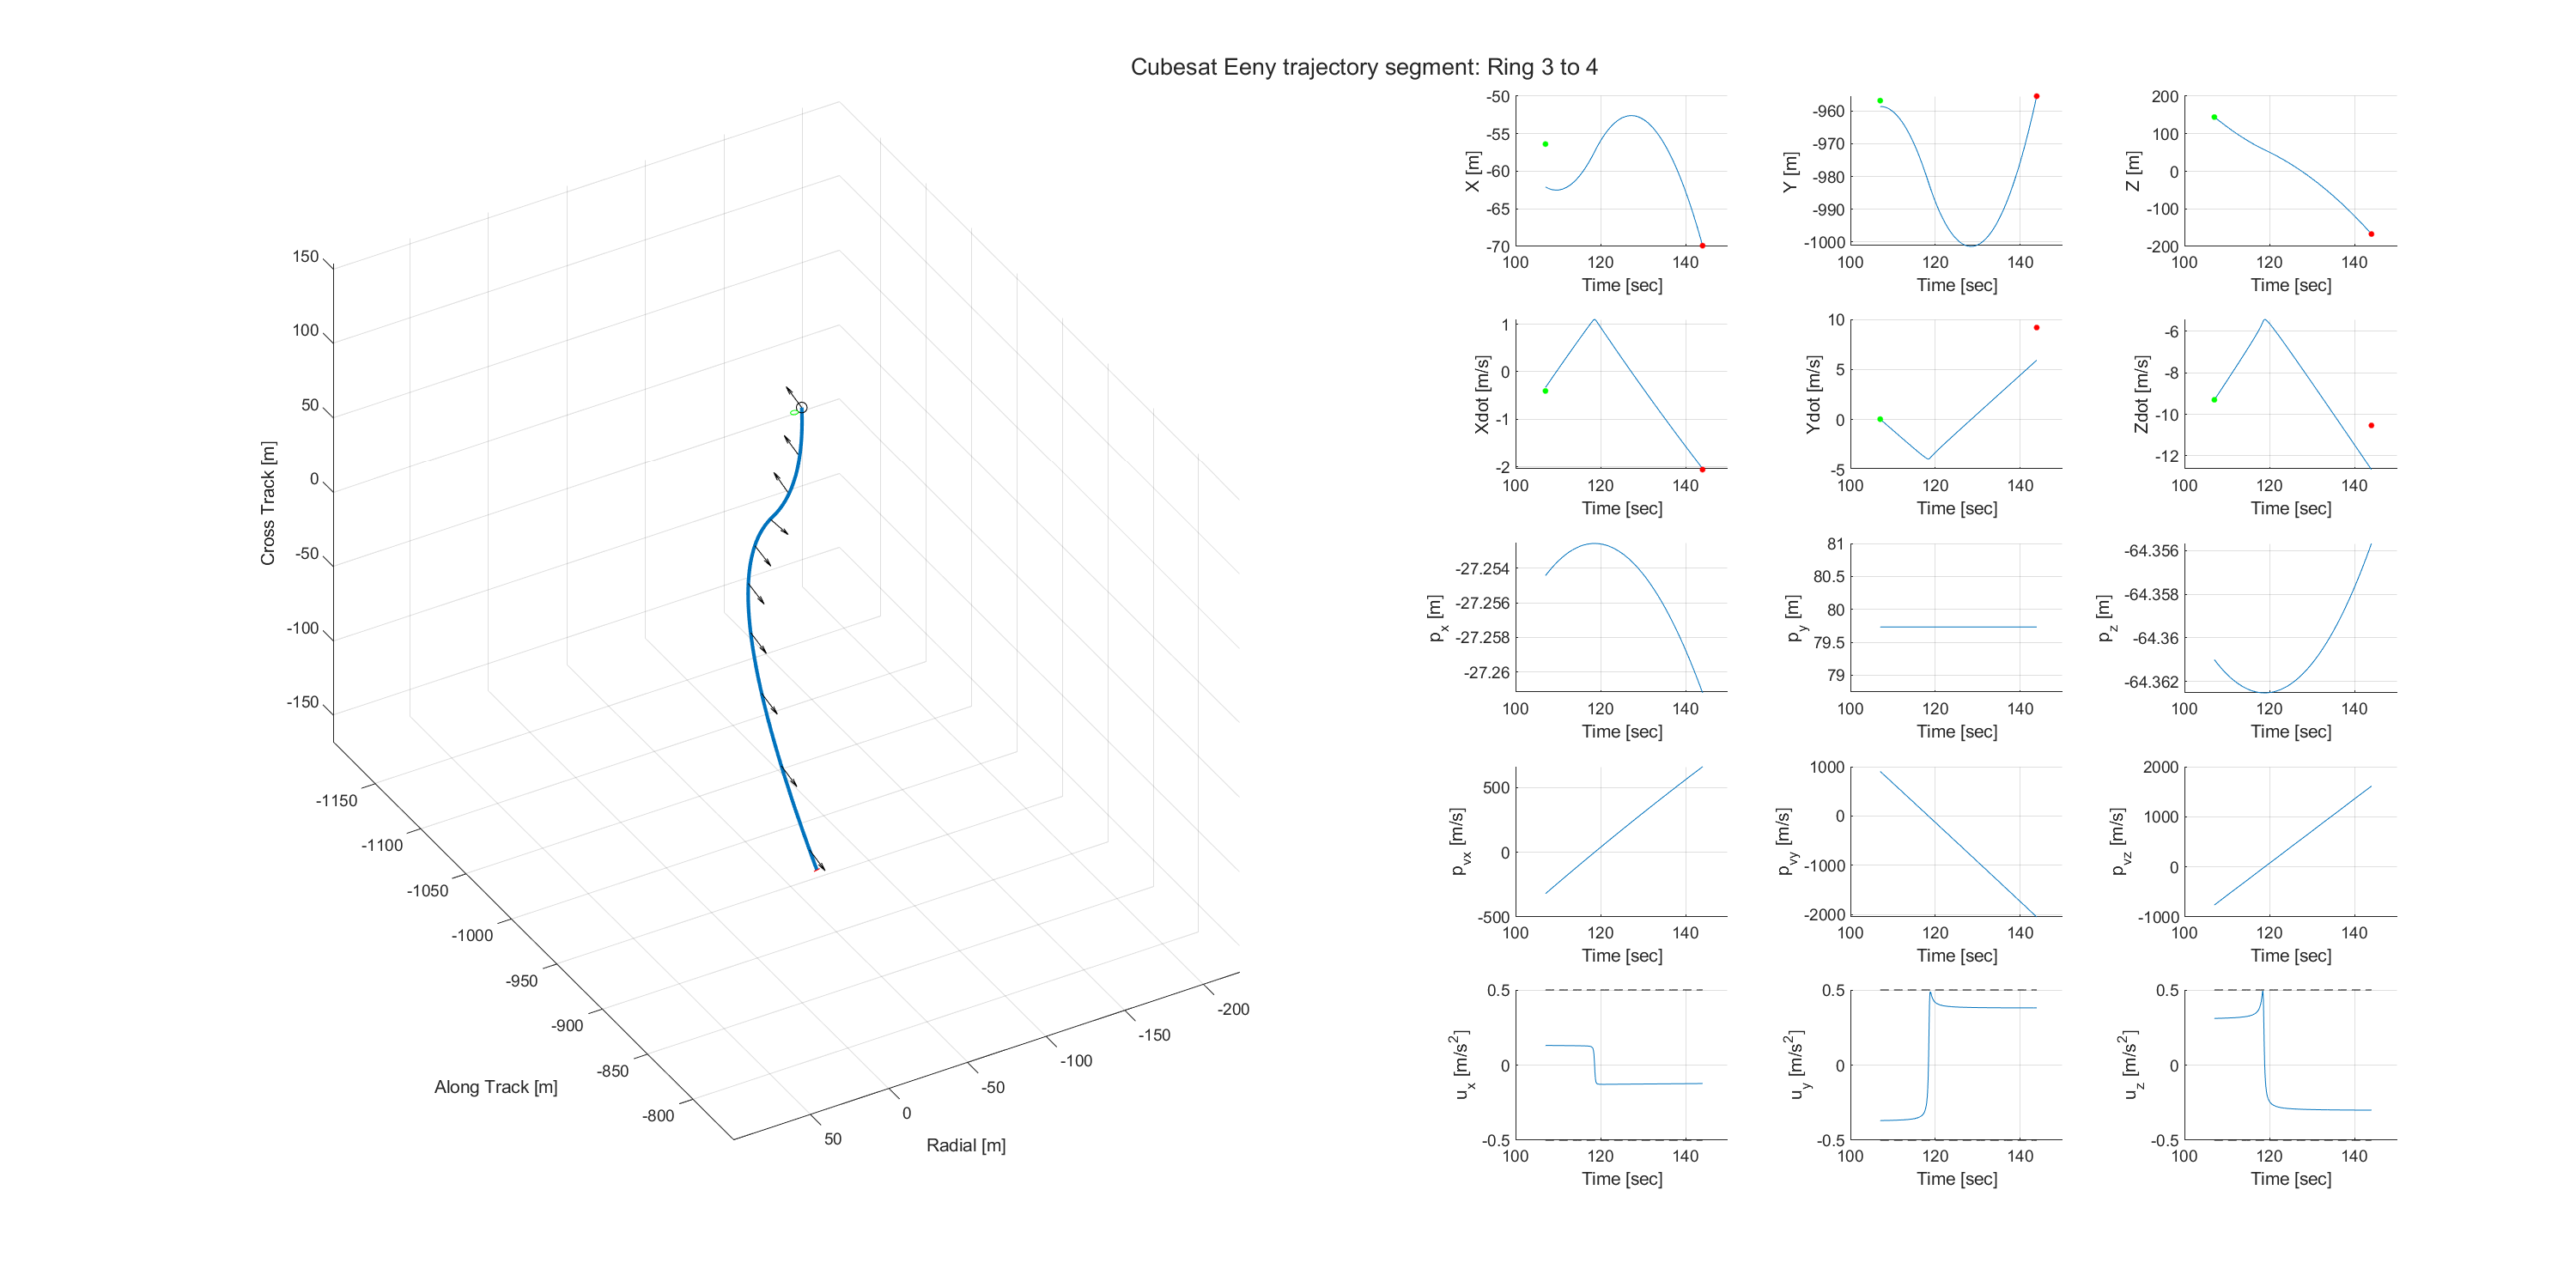 Cubesat Eeny trajectory segment: Ring 3 to 4
150
100
50
0
-50
-100
-150
Cross Track [m]
-1150
-1100
-1050
-1000
-950
-900
-850
-800
Along Track [m]
50
0
-50
-100
-150
-200
Radial [m]
-50
-55
-60
-65
-70
X [m]
100 120 140
Time [sec]
-960
-970
-980
-990
-1000
Y [m]
100 120 140
Time [sec]
200
100
0
-100
-200
Z [m]
100 120 140
Time [sec]
1
0
-1
-2
Xdot [m/s]
100 120 140
Time [sec]
10
5
0
-5
Ydot [m/s]
100 120 140
Time [sec]
-6
-8
-10
-12
Zdot [m/s]
100 120 140
Time [sec]
-27.254
-27.256
-27.258
-27.26
p_x [m]
100 120 140
Time [sec]
81
80.5
80
79.5
79
p_y [m]
100 120 140
Time [sec]
-64.356
-64.358
-64.36
-64.362
p_z [m]
100 120 140
Time [sec]
500
0
-500
p_vx [m/s]
100 120 140
Time [sec]
1000
0
-1000
-2000
p_vy [m/s]
100 120 140
Time [sec]
2000
1000
0
-1000
p_vz [m/s]
100 120 140
Time [sec]
0.5
0
-0.5
u_x [m/s²]
100 120 140
Time [sec]
0.5
0
-0.5
u_y [m/s²]
100 120 140
Time [sec]
0.5
0
-0.5
u_z [m/s²]
100 120 140
Time [sec]